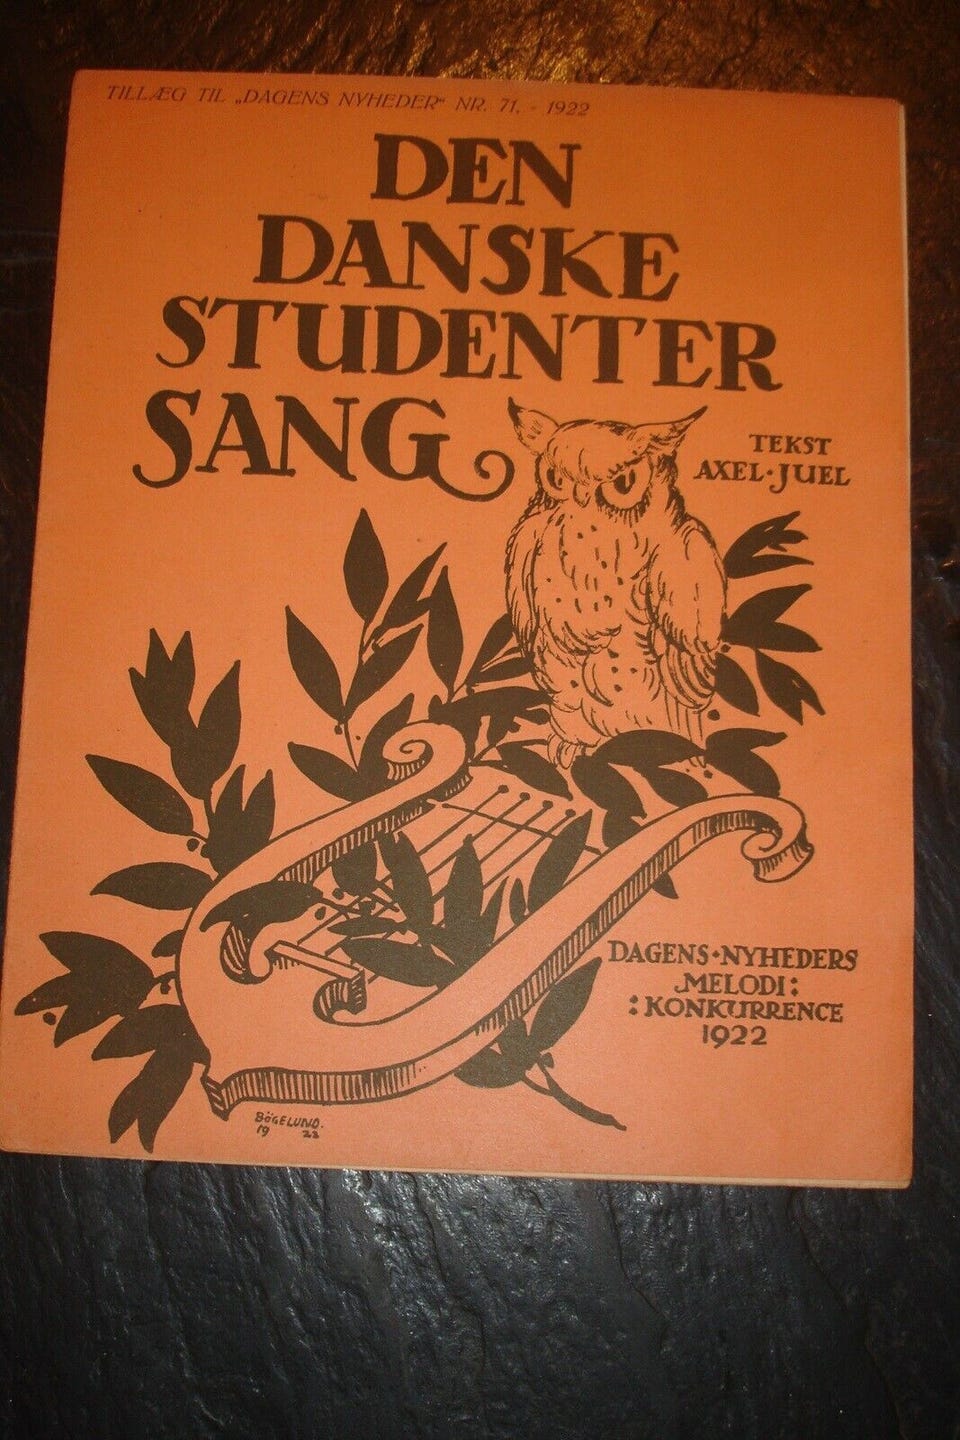 TILLÆG TIL „DAGENS NYHEDER“ NR. 71. - 1922
DEN
DANSKE
STUDENTER
SANG
TEKST
AXEL·JUEL
DAGENS·NYHEDERS
MELODI:
:KONKURRENCE
1922
BÖGELUND.
19 22